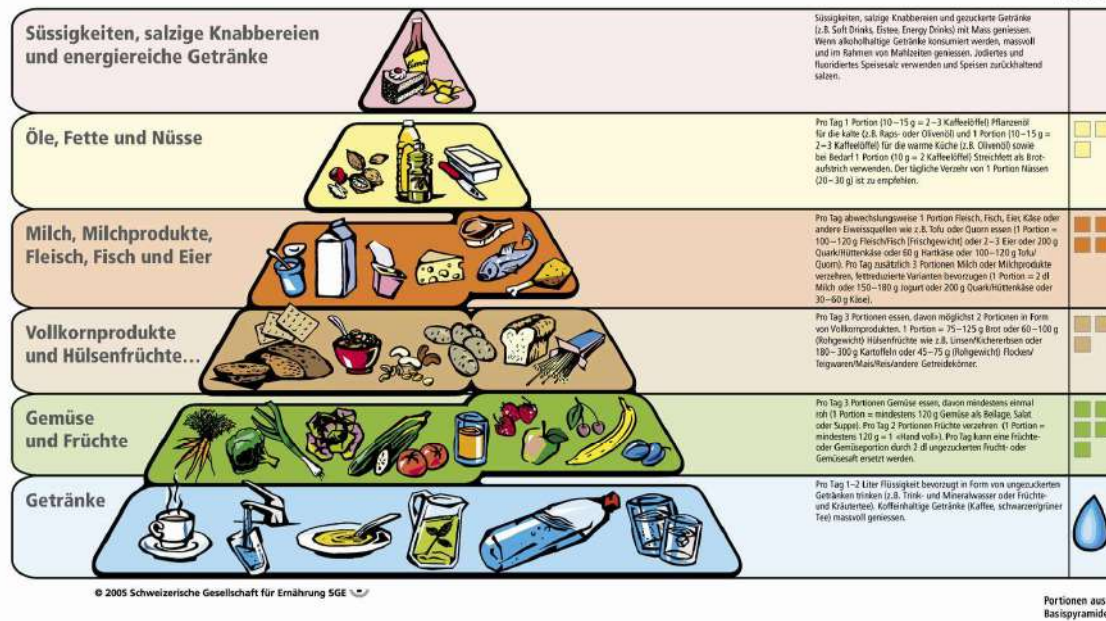 Süssigkeiten, salzige Knabbereien
und energiereiche Getränke
Süssigkeiten, salzige Knabbereien und gezuckerte Getränke
(z.B. Soft Drinks, Eistee, Energy Drinks) mit Mass geniessen.
Wenn alkoholhaltige Getränke konsumiert werden, massvoll
und im Rahmen von Mahlzeiten geniessen. Jodiertes und
fluoridiertes Speisesalz verwenden und Speisen zurückhaltend
salzen.
Öle, Fette und Nüsse
Pro Tag 1 Portion (10–15 g = 2–3 Kaffeelöffel) Pflanzenöl
für die kalte (z.B. Raps- oder Olivenöl) und 1 Portion (10–15 g =
2–3 Kaffeelöffel) für die warme Küche (z.B. Olivenöl) sowie
bei Bedarf 1 Portion (10 g = 2 Kaffeelöffel) Streichfett als Brot-
aufstrich verwenden. Der tägliche Verzehr von 1 Portion Nüssen
(20–30 g) ist zu empfehlen.
Milch, Milchprodukte,
Fleisch, Fisch und Eier
Pro Tag abwechslungsweise 1 Portion Fleisch, Fisch, Eier, Käse oder
andere Eiweissquellen wie z.B. Tofu oder Quorn essen (1 Portion =
100–120 g Fleisch/Fisch [Frischgewicht] oder 2–3 Eier oder 200 g
Quark/Hüttenkäse oder 60 g Hartkäse oder 100–120 g Tofu/
Quorn). Pro Tag zusätzlich 3 Portionen Milch oder Milchprodukte
verzehren, fettreduzierte Varianten bevorzugen (1 Portion = 2 dl
Milch oder 150–180 g Jogurt oder 200 g Quark/Hüttenkäse oder
30–60 g Käse).
Vollkornprodukte
und Hülsenfrüchte...
Pro Tag 3 Portionen essen, davon möglichst 2 Portionen in Form
von Vollkornprodukten. 1 Portion = 75–125 g Brot oder 60–100 g
(Rohgewicht) Hülsenfrüchte wie z.B. Linsen/Kichererbsen oder
180–300 g Kartoffeln oder 45–75 g (Rohgewicht) Flocken/
Teigwaren/Mais/Reis/andere Getreidekörner.
Gemüse
und Früchte
Pro Tag 3 Portionen Gemüse essen, davon mindestens einmal
roh (1 Portion = mindestens 120 g Gemüse als Beilage, Salat
oder Suppe). Pro Tag 2 Portionen Früchte verzehren (1 Portion =
mindestens 120 g = 1 «Hand voll»). Pro Tag kann eine Früchte-
oder Gemüseportion durch 2 dl ungezuckerten Frucht- oder
Gemüsesaft ersetzt werden.
Getränke
Pro Tag 1–2 Liter Flüssigkeit bevorzugt in Form von ungezuckerten
Getränken trinken (z.B. Trink- und Mineralwasser oder Früchte-
und Kräutertee). Koffeinhaltige Getränke (Kaffee, schwarzer/grüner
Tee) massvoll geniessen.
© 2005 Schweizerische Gesellschaft für Ernährung SGE
Portionen aus
Basispyramide